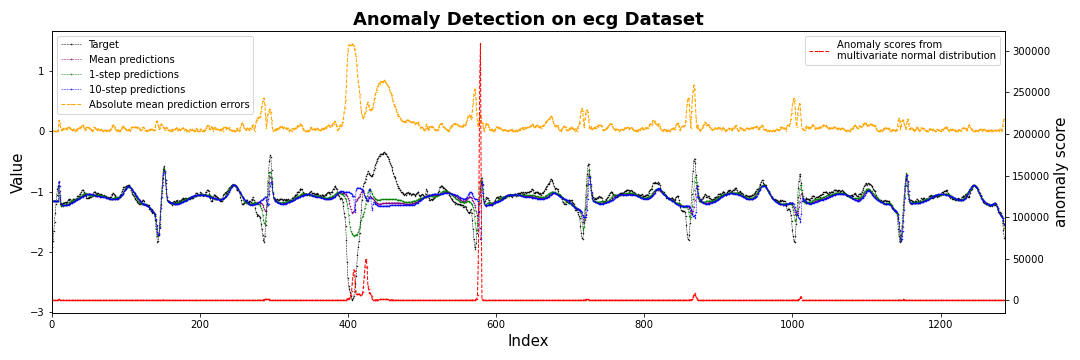 Anomaly Detection on ecg Dataset
Target
Mean predictions
1-step predictions
10-step predictions
Absolute mean prediction errors
Anomaly scores from
multivariate normal distribution
Value
1
0
−1
−2
−3
300000
250000
200000
150000
100000
50000
0
anomaly score
0
200
400
600
800
1000
1200
Index